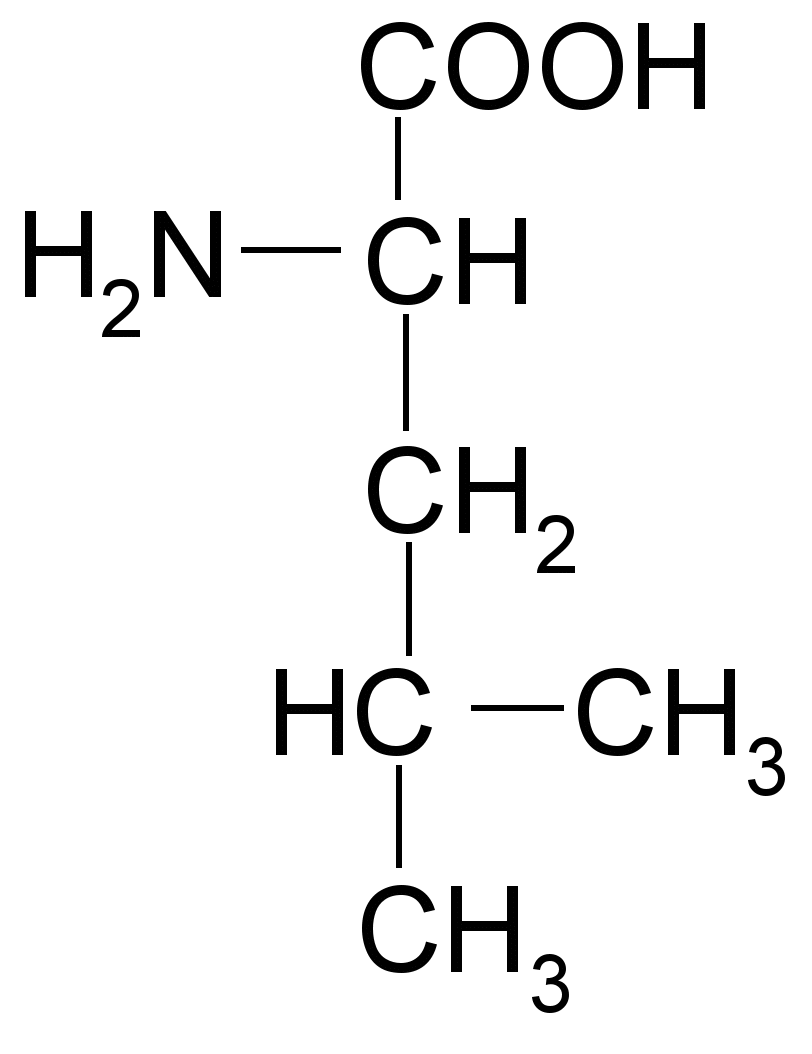 COOH
H₂N CH
CH₂
HC CH₃
CH₃